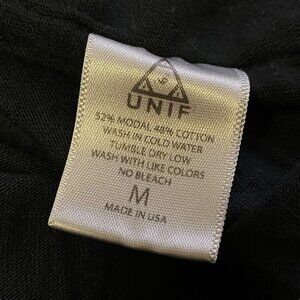 UNIF
52% MODAL 48% COTTON
WASH IN COLD WATER
TUMBLE DRY LOW
WASH WITH LIKE COLORS
NO BLEACH
M
MADE IN USA